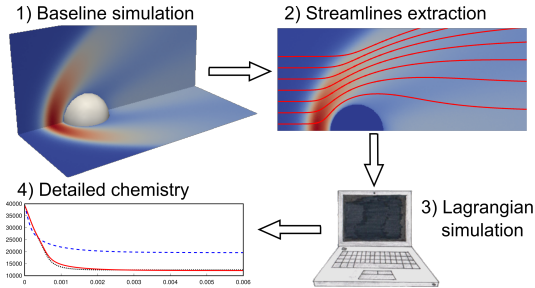 1) Baseline simulation
2) Streamlines extraction
3) Lagrangian
simulation
4) Detailed chemistry
40000
35000
30000
25000
20000
15000
10000
0 0.001 0.002 0.003 0.004 0.005 0.006